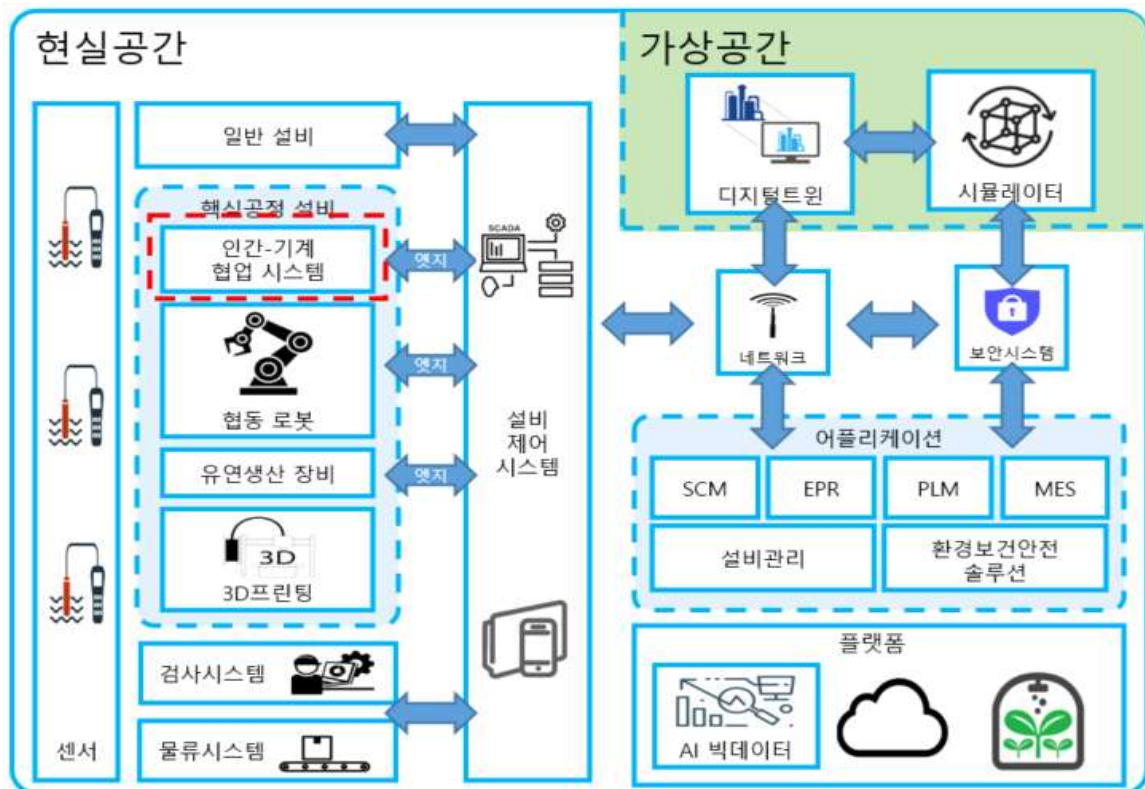 현실공간
가상공간
일반 설비
핵심공정 설비
인간-기계
협업 시스템
엣지
협동 로봇
엣지
유연생산 장비
엣지
3D
3D프린팅
검사시스템
물류시스템
센서
SCADA
설비
제어
시스템
디지털트윈
시뮬레이터
네트워크
보안시스템
어플리케이션
SCM
EPR
PLM
MES
설비관리
환경보건안전
솔루션
플랫폼
AI 빅데이터